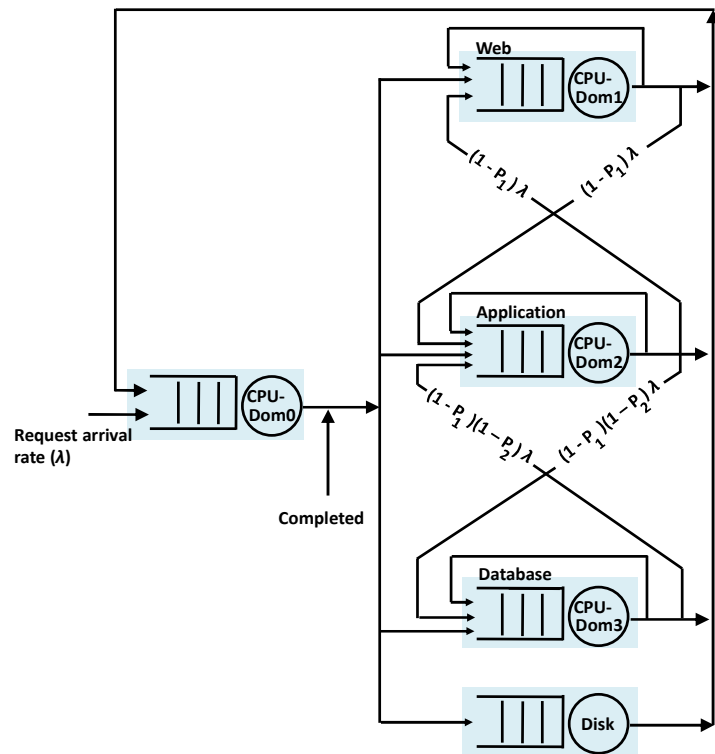 Web
CPU-
Dom1
(1 - P1) λ
(1 - P1) λ
Application
CPU-
Dom2
CPU-
Dom0
Request arrival
rate (λ)
(1-P1)(1-P2) λ
(1-P1)(1-P2) λ
Completed
Database
CPU-
Dom3
Disk